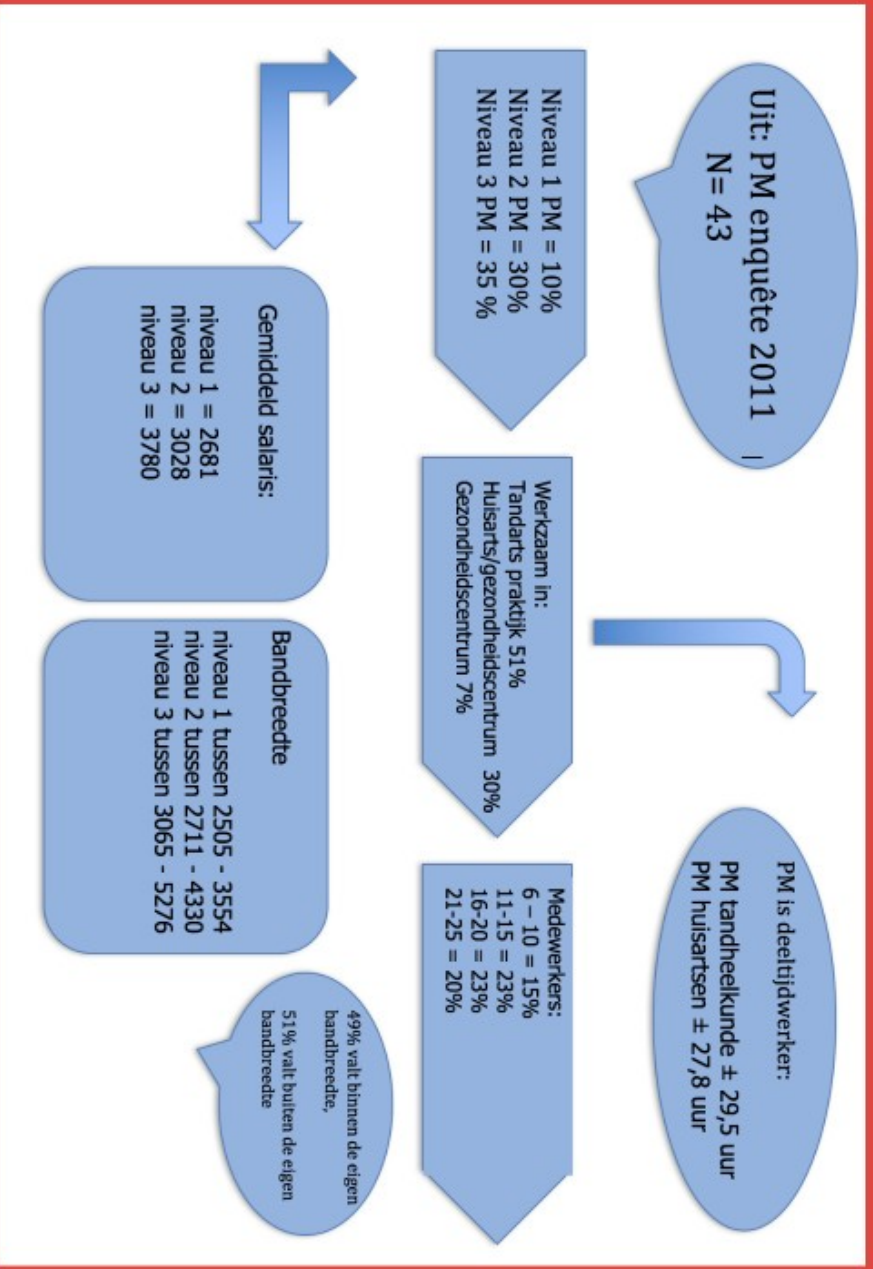 Uit: PM enquête 2011
N= 43
PM is deeltijdwerker:
PM tandheelkunde ± 29,5 uur
PM huisartsen ± 27,8 uur
Niveau 1 PM = 10%
Niveau 2 PM = 30%
Niveau 3 PM = 35 %
Werkzaam in:
Tandarts praktijk 51%
Huisarts/gezondheidscentrum 30%
Gezondheidscentrum 7%
Medewerkers:
6 – 10 = 15%
11-15 = 23%
16-20 = 23%
21-25 = 20%
Gemiddeld salaris:
niveau 1 = 2681
niveau 2 = 3028
niveau 3 = 3780
Bandbreedte
niveau 1 tussen 2505 - 3554
niveau 2 tussen 2711 - 4330
niveau 3 tussen 3065 - 5276
49% valt binnen de eigen
bandbreedte,
51% valt buiten de eigen
bandbreedte